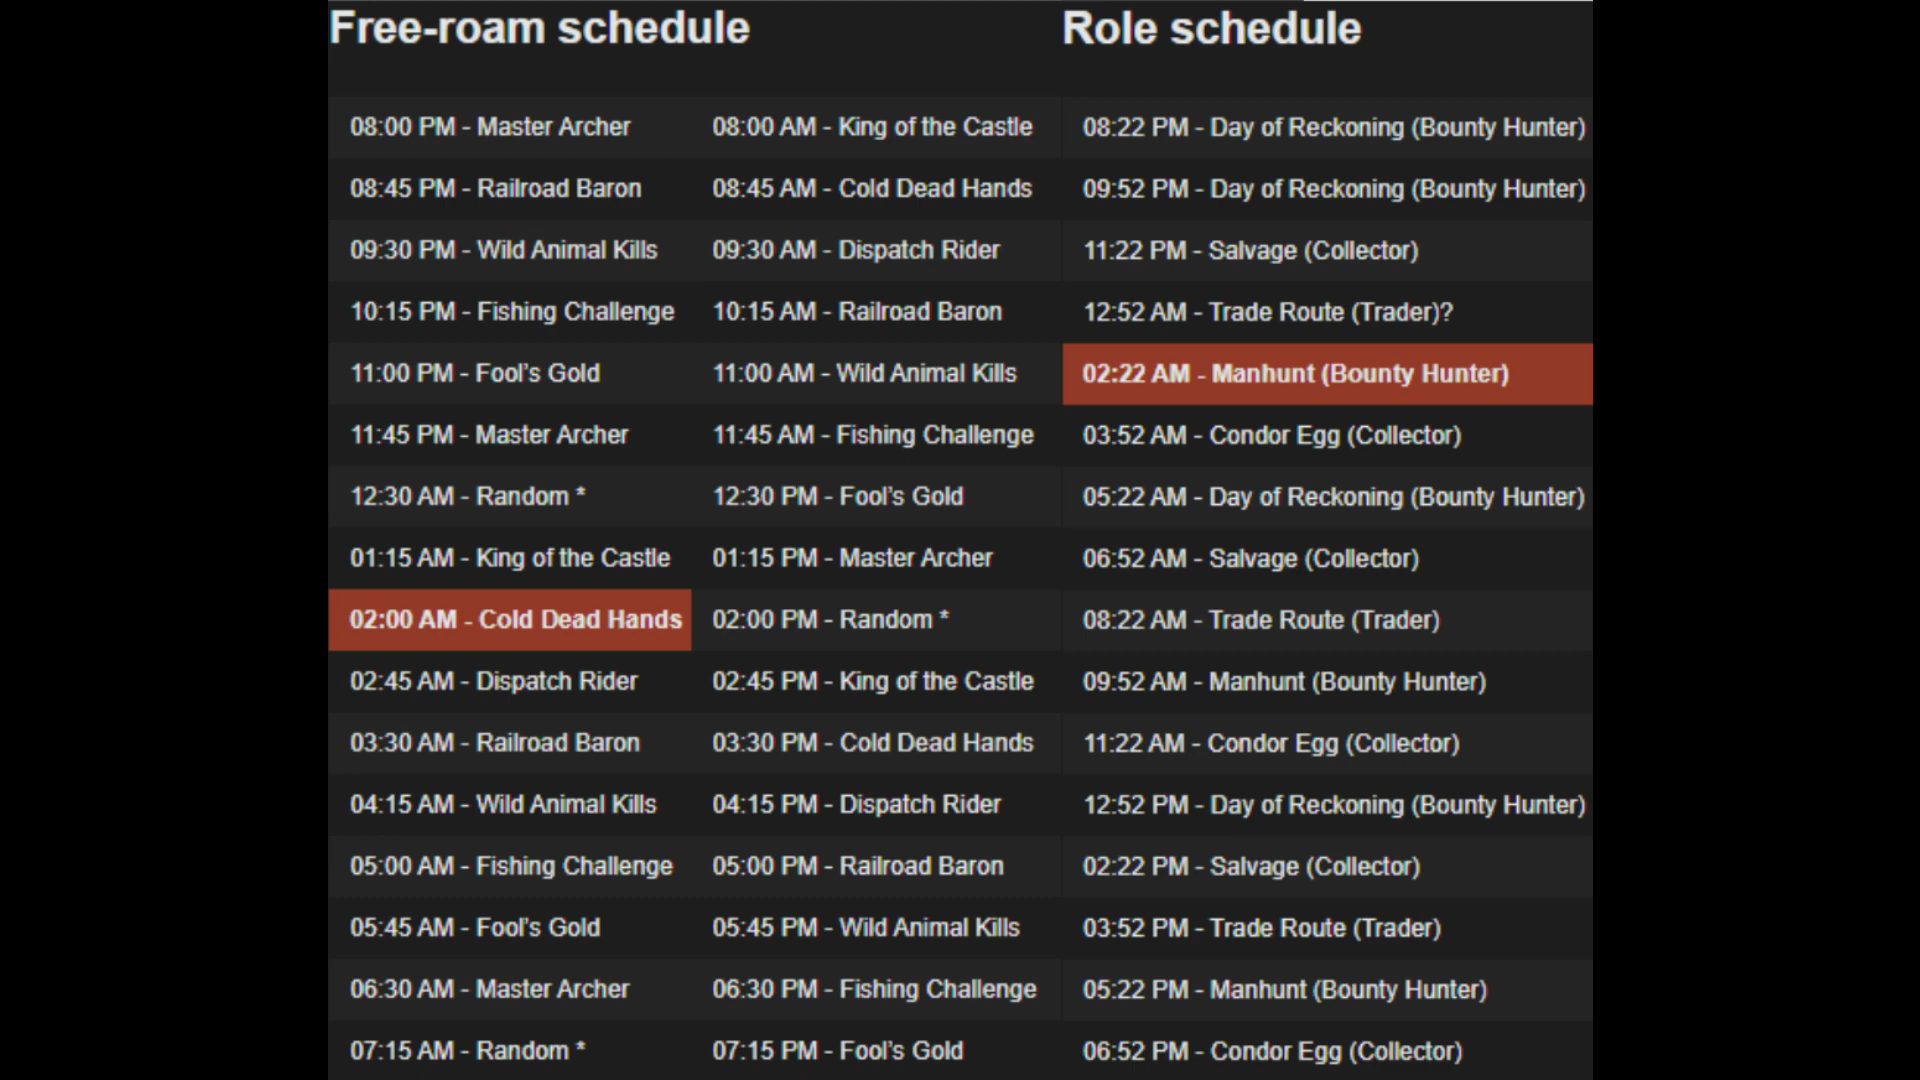 Free-roam schedule
08:00 PM - Master Archer
08:45 PM - Railroad Baron
09:30 PM - Wild Animal Kills
10:15 PM - Fishing Challenge
11:00 PM - Fool’s Gold
11:45 PM - Master Archer
12:30 AM - Random *
01:15 AM - King of the Castle
02:00 AM - Cold Dead Hands
02:45 AM - Dispatch Rider
03:30 AM - Railroad Baron
04:15 AM - Wild Animal Kills
05:00 AM - Fishing Challenge
05:45 AM - Fool’s Gold
06:30 AM - Master Archer
07:15 AM - Random *
08:00 AM - King of the Castle
08:45 AM - Cold Dead Hands
09:30 AM - Dispatch Rider
10:15 AM - Railroad Baron
11:00 AM - Wild Animal Kills
11:45 AM - Fishing Challenge
12:30 PM - Fool’s Gold
01:15 PM - Master Archer
02:00 PM - Random *
02:45 PM - King of the Castle
03:30 PM - Cold Dead Hands
04:15 PM - Dispatch Rider
05:00 PM - Railroad Baron
05:45 PM - Wild Animal Kills
06:30 PM - Fishing Challenge
07:15 PM - Fool’s Gold
Role schedule
08:22 PM - Day of Reckoning (Bounty Hunter)
09:52 PM - Day of Reckoning (Bounty Hunter)
11:22 PM - Salvage (Collector)
12:52 AM - Trade Route (Trader)?
02:22 AM - Manhunt (Bounty Hunter)
03:52 AM - Condor Egg (Collector)
05:22 AM - Day of Reckoning (Bounty Hunter)
06:52 AM - Salvage (Collector)
08:22 AM - Trade Route (Trader)
09:52 AM - Manhunt (Bounty Hunter)
11:22 AM - Condor Egg (Collector)
12:52 PM - Day of Reckoning (Bounty Hunter)
02:22 PM - Salvage (Collector)
03:52 PM - Trade Route (Trader)
05:22 PM - Manhunt (Bounty Hunter)
06:52 PM - Condor Egg (Collector)